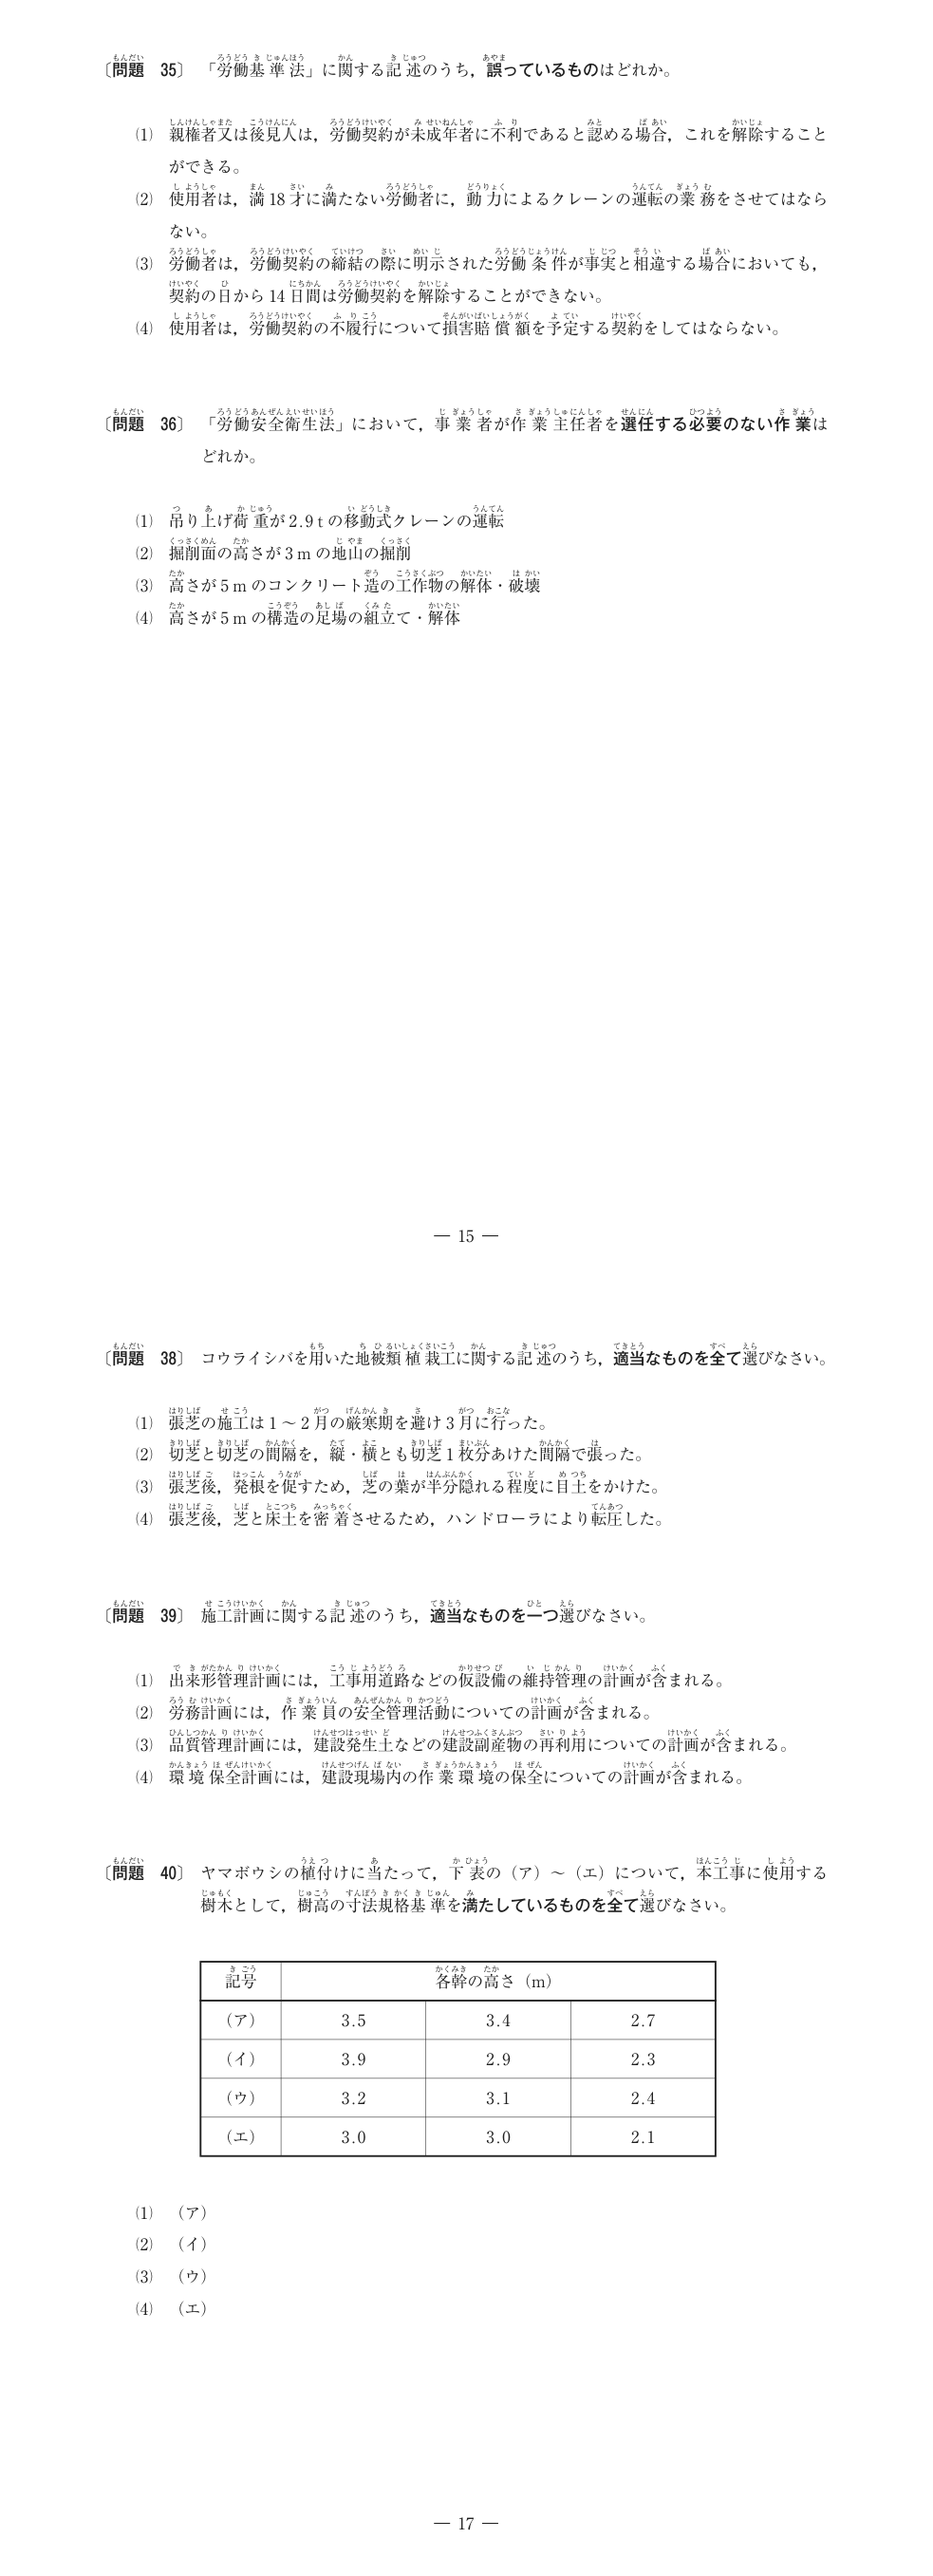 〔問題　35〕　「労働基準法」に関する記述のうち，誤っているものはどれか。
⑴　親権者又は後見人は，労働契約が未成年者に不利であると認める場合，これを解除すること
ができる。
⑵　使用者は，満 18 才に満たない労働者に，動力によるクレーンの運転の業務をさせてはなら
ない。
⑶　労働者は，労働契約の締結の際に明示された労働条件が事実と相違する場合においても，
契約の日から 14 日間は労働契約を解除することができない。
⑷　使用者は，労働契約の不履行について損害賠償額を予定する契約をしてはならない。
〔問題　36〕　「労働安全衛生法」において，事業者が作業主任者を選任する必要のない作業は
どれか。
⑴　吊り上げ荷重が 2.9 t の移動式クレーンの運転
⑵　掘削面の高さが 3 m の地山の掘削
⑶　高さが 5 m のコンクリート造の工作物の解体・破壊
⑷　高さが 5 m の構造の足場の組立て・解体
― 15 ―
〔問題　38〕　コウライシバを用いた地被類植栽工に関する記述のうち，適当なものを全て選びなさい。
⑴　張芝の施工は 1 ～ 2 月の厳寒期を避け 3 月に行った。
⑵　切芝と切芝の間隔を，縦・横とも切芝 1 枚分あけた間隔で張った。
⑶　張芝後，発根を促すため，芝の葉が半分隠れる程度に目土をかけた。
⑷　張芝後，芝と床土を密着させるため，ハンドローラにより転圧した。
〔問題　39〕　施工計画に関する記述のうち，適当なものを一つ選びなさい。
⑴　出来形管理計画には，工事用道路などの仮設備の維持管理の計画が含まれる。
⑵　労務計画には，作業員の安全管理活動についての計画が含まれる。
⑶　品質管理計画には，建設発生土などの建設副産物の再利用についての計画が含まれる。
⑷　環境保全計画には，建設現場内の作業環境の保全についての計画が含まれる。
〔問題　40〕　ヤマボウシの植付けに当たって，下表の（ア）～（エ）について，本工事に使用する
樹木として，樹高の寸法規格基準を満たしているものを全て選びなさい。
記号　各幹の高さ（m）
（ア）　3.5　3.4　2.7
（イ）　3.9　2.9　2.3
（ウ）　3.2　3.1　2.4
（エ）　3.0　3.0　2.1
⑴　（ア）
⑵　（イ）
⑶　（ウ）
⑷　（エ）
― 17 ―